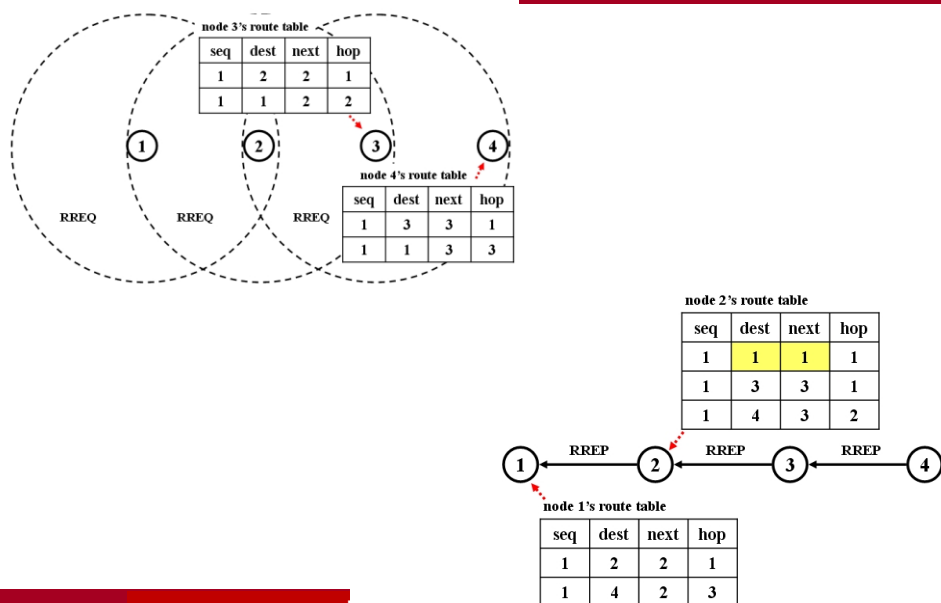 node 3's route table
seq dest next hop
1 2 2 1
1 1 2 2
1 2 3 4
node 4's route table
seq dest next hop
1 3 3 1
1 1 3 3
RREQ RREQ RREQ
node 2's route table
seq dest next hop
1 1 1 1
1 3 3 1
1 4 3 2
RREP RREP RREP
1 2 3 4
node 1's route table
seq dest next hop
1 2 2 1
1 4 2 3